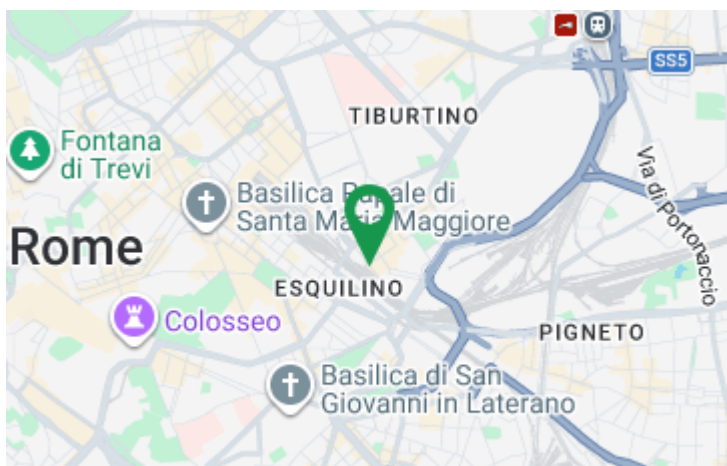 SS5
TIBURTINO
Fontana
di Trevi
Via di Portonaccio
Basilica Papale di
Santa Maria Maggiore
Rome
ESQUILINO
Colosseo
PIGNETO
Basilica di San
Giovanni in Laterano